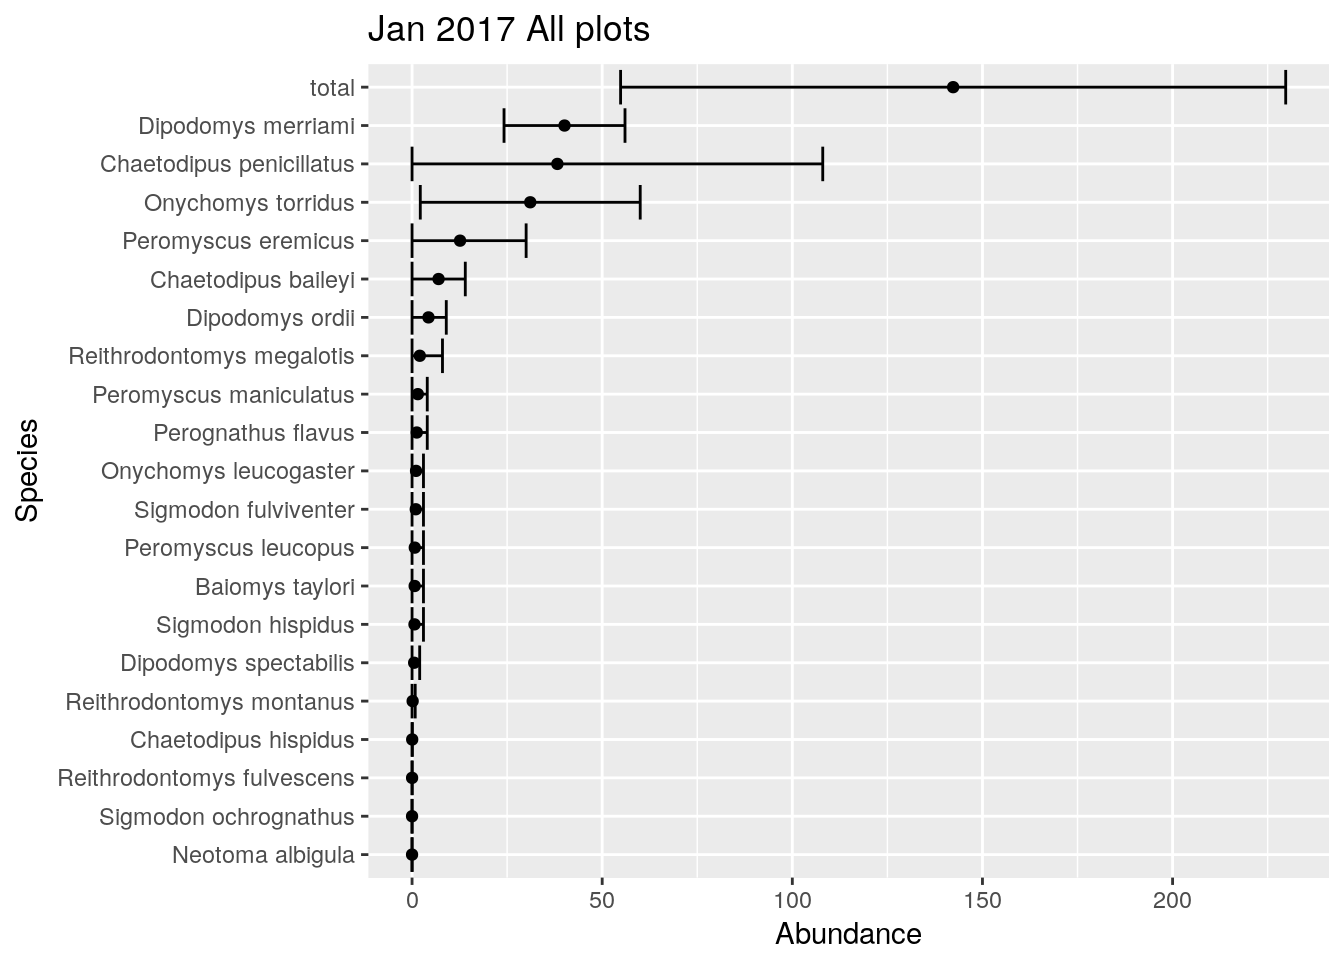 Jan 2017 All plots
total
Dipodomys merriami
Chaetodipus penicillatus
Onychomys torridus
Peromyscus eremicus
Chaetodipus baileyi
Dipodomys ordii
Reithrodontomys megalotis
Peromyscus maniculatus
Perognathus flavus
Onychomys leucogaster
Sigmodon fulviventer
Peromyscus leucopus
Baiomys taylori
Sigmodon hispidus
Dipodomys spectabilis
Reithrodontomys montanus
Chaetodipus hispidus
Reithrodontomys fulvescens
Sigmodon ochrognathus
Neotoma albigula
Species
0 50 100 150 200
Abundance